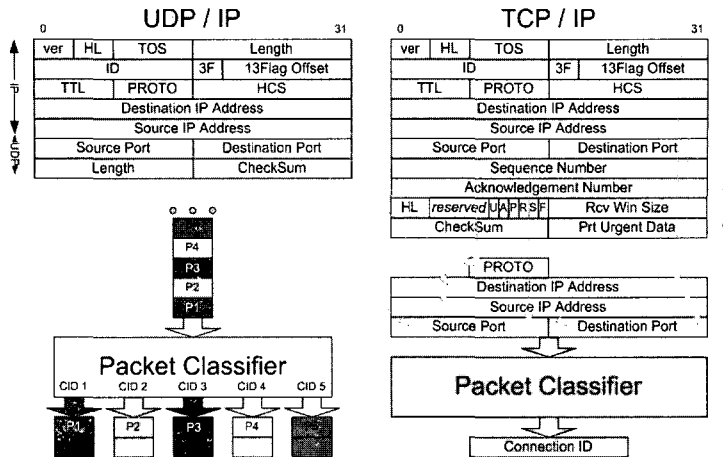 UDP / IP
0 31
ver HL TOS Length
ID 3F 13Flag Offset
TTL PROTO HCS
Destination IP Address
Source IP Address
Source Port Destination Port
Length CheckSum
IP
UDP
P4
P3
P2
P1
Packet Classifier
CID 1 CID 2 CID 3 CID 4 CID 5
P1 P2 P3 P4
TCP / IP
0 31
ver HL TOS Length
ID 3F 13Flag Offset
TTL PROTO HCS
Destination IP Address
Source IP Address
Source Port Destination Port
Sequence Number
Acknowledgement Number
HL reserved U A P R S F Rcv Win Size
CheckSum Prt Urgent Data
PROTO
Destination IP Address
Source IP Address
Source Port Destination Port
Packet Classifier
Connection ID